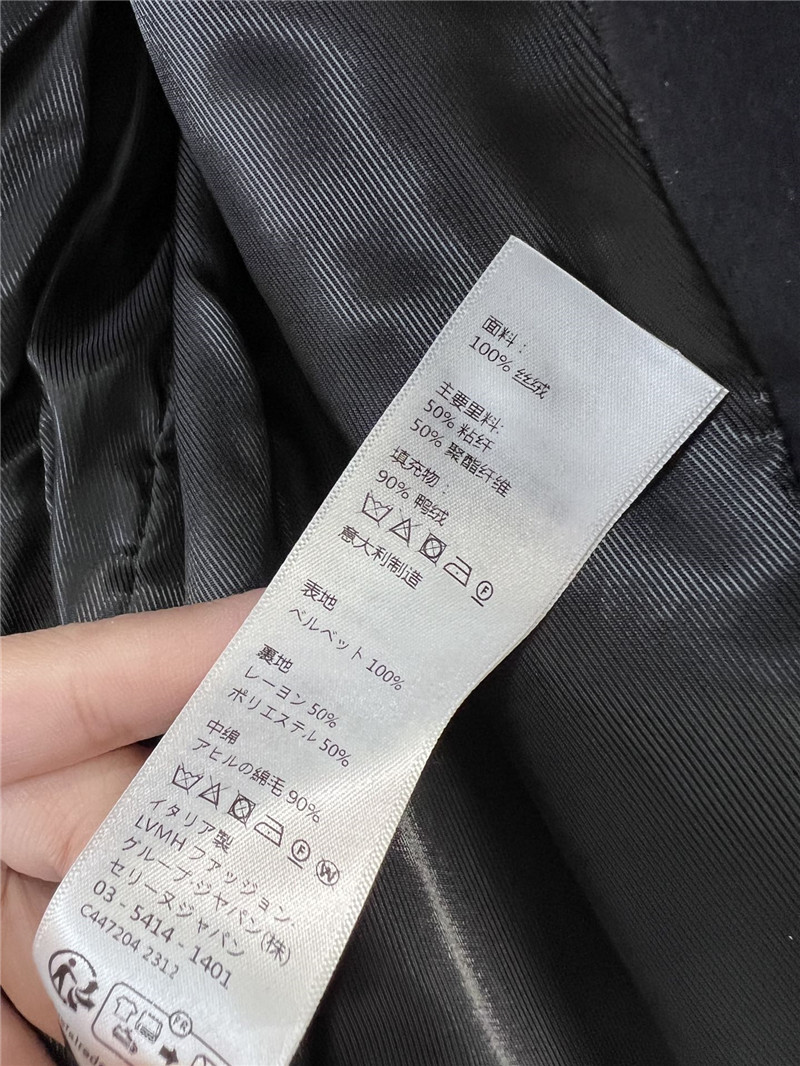 面料：
100% 丝绒
主要里料:
50% 粘纤
50% 聚酯纤维
填充物：
90% 鸭绒
F
意大利制造
表地
ベルベット 100%
裏地
レーヨン 50%
ポリエステル 50%
中绵
アヒルの綿毛 90%
F W
イタリア製
LVMH ファッション.
グループ.ジャパン(株)
セリーヌジャパン
03 - 5414 - 1401
C447204 2312
FR